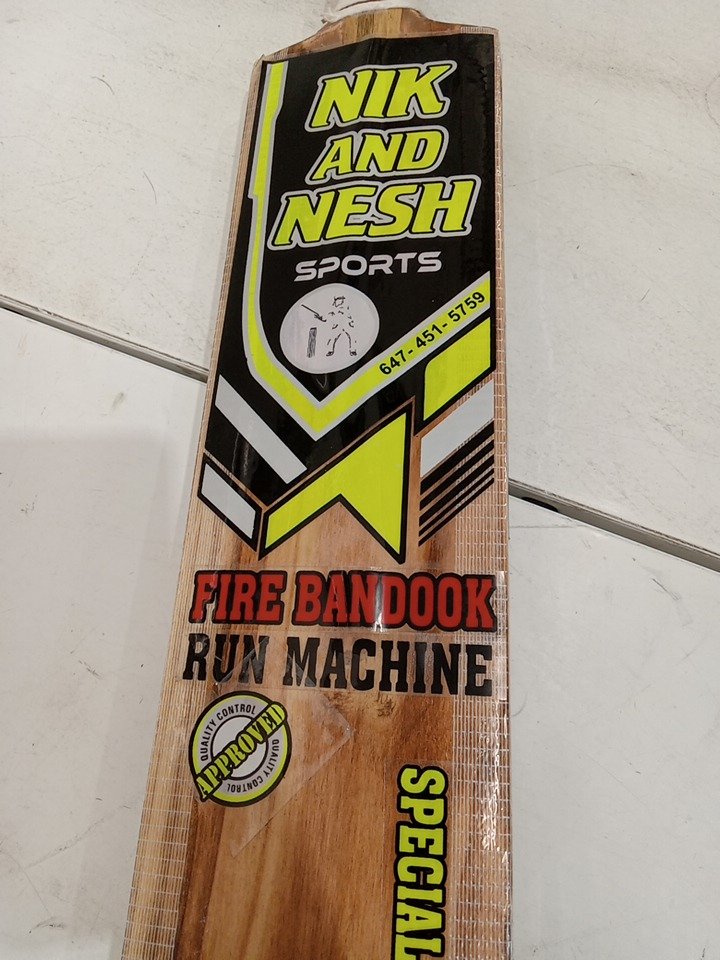 NIK
AND
NESH
SPORTS
647-451-5759
FIRE BANDOOK
RUN MACHINE
QUALITY CONTROL
APPROVED
QUALITY CONTROL
SPECIAL